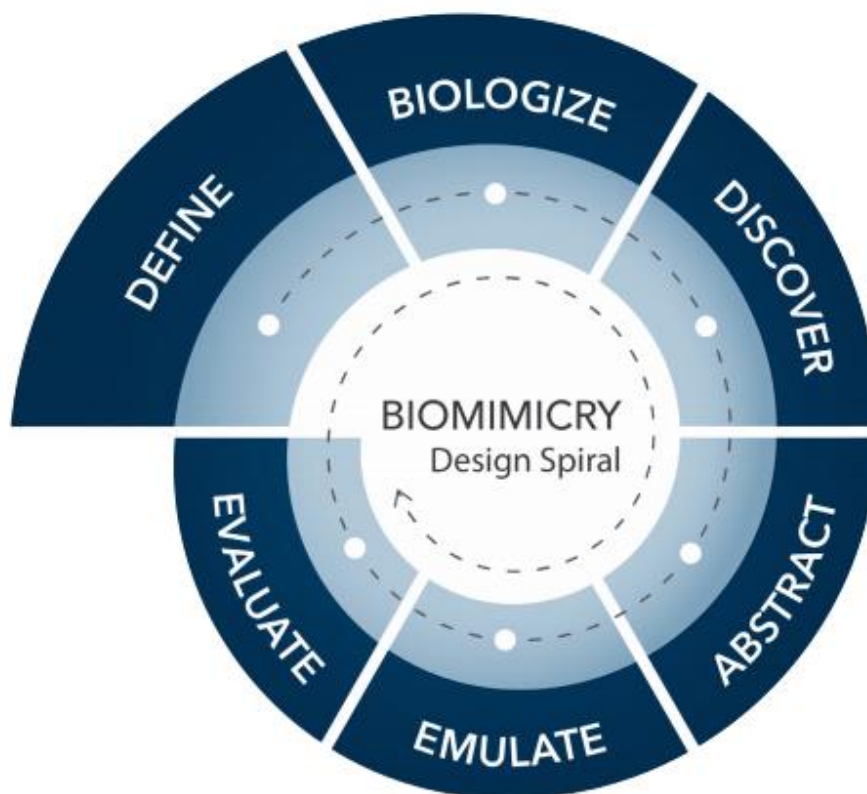 DEFINE
BIOLOGIZE
DISCOVER
ABSTRACT
EMULATE
EVALUATE
BIOMIMICRY
Design Spiral